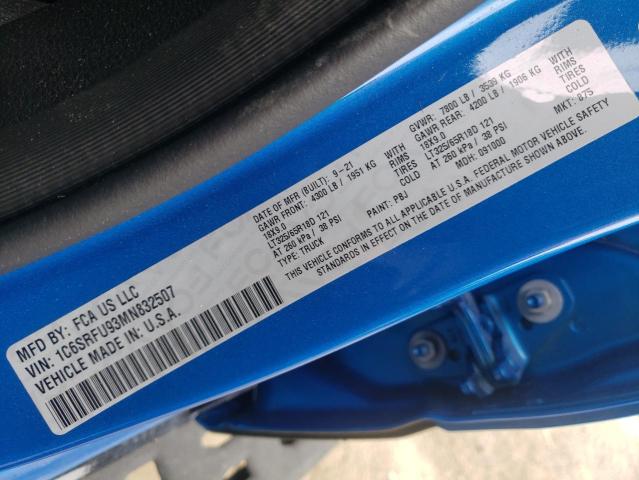 MFD BY: FCA US LLC
VIN: 1C6SRFU93MN832507
VEHICLE MADE IN U.S.A.
DATE OF MFR (BUILT): 9-21
GAWR FRONT: 4300 LB / 1951 KG WITH
18X9.0 RIMS
LT325/65R18D 121 TIRES
AT 260 kPa / 38 PSI COLD
TYPE: TRUCK PAINT: PBJ
GVWR: 7800 LB / 3538 KG
GAWR REAR: 4200 LB / 1906 KG WITH
18X9.0 RIMS
LT325/65R18D 121 TIRES
AT 260 kPa / 38 PSI COLD
MDH: 091000 MKT: 875
THIS VEHICLE CONFORMS TO ALL APPLICABLE U.S.A. FEDERAL MOTOR VEHICLE SAFETY
STANDARDS IN EFFECT ON THE DATE OF MANUFACTURE SHOWN ABOVE.